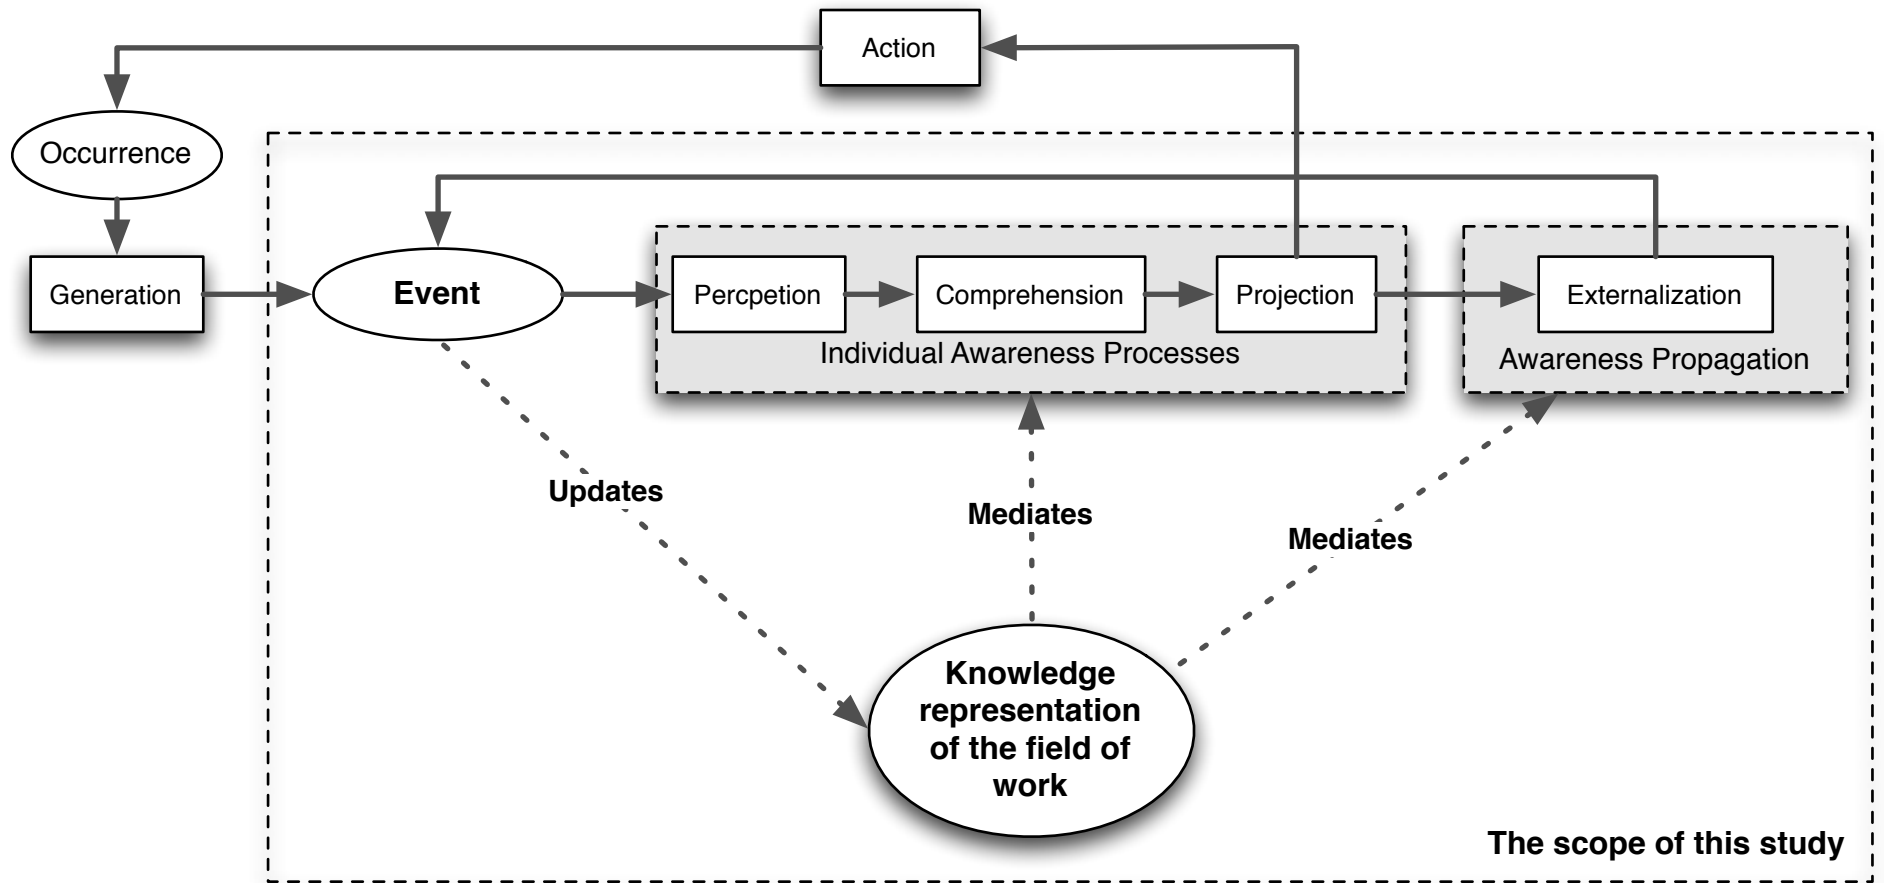 Action
Occurrence
Generation
Event
Percpetion
Comprehension
Projection
Externalization
Individual Awareness Processes
Awareness Propagation
Updates
Mediates
Mediates
Knowledge
representation
of the field of
work
The scope of this study